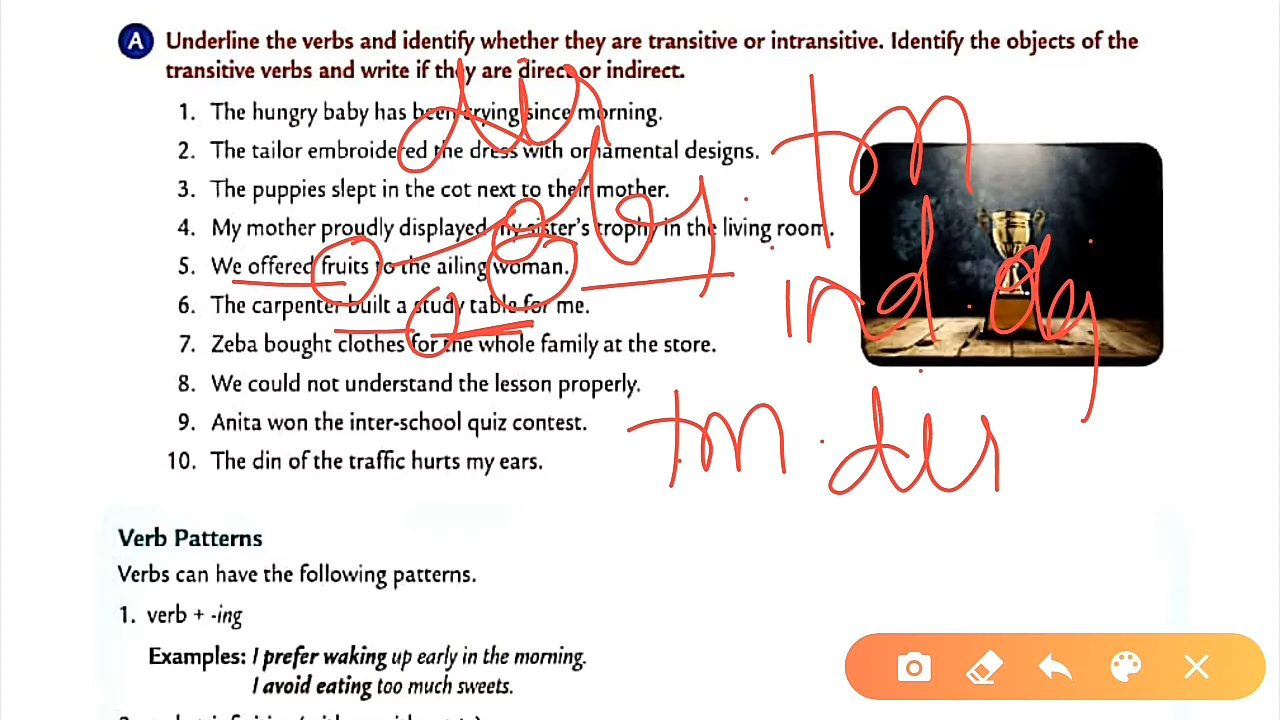 A Underline the verbs and identify whether they are transitive or intransitive. Identify the objects of the
transitive verbs and write if they are direct or indirect.
1. The hungry baby has been crying since morning.
2. The tailor embroidered the dress with ornamental designs.
3. The puppies slept in the cot next to their mother.
4. My mother proudly displayed my sister's trophy in the living room.
5. We offered fruits to the ailing woman.
6. The carpenter built a study table for me.
7. Zeba bought clothes for the whole family at the store.
8. We could not understand the lesson properly.
9. Anita won the inter-school quiz contest.
10. The din of the traffic hurts my ears.
ind. obj
Verb Patterns
Verbs can have the following patterns.
1. verb + -ing
Examples: I prefer waking up early in the morning.
I avoid eating too much sweets.